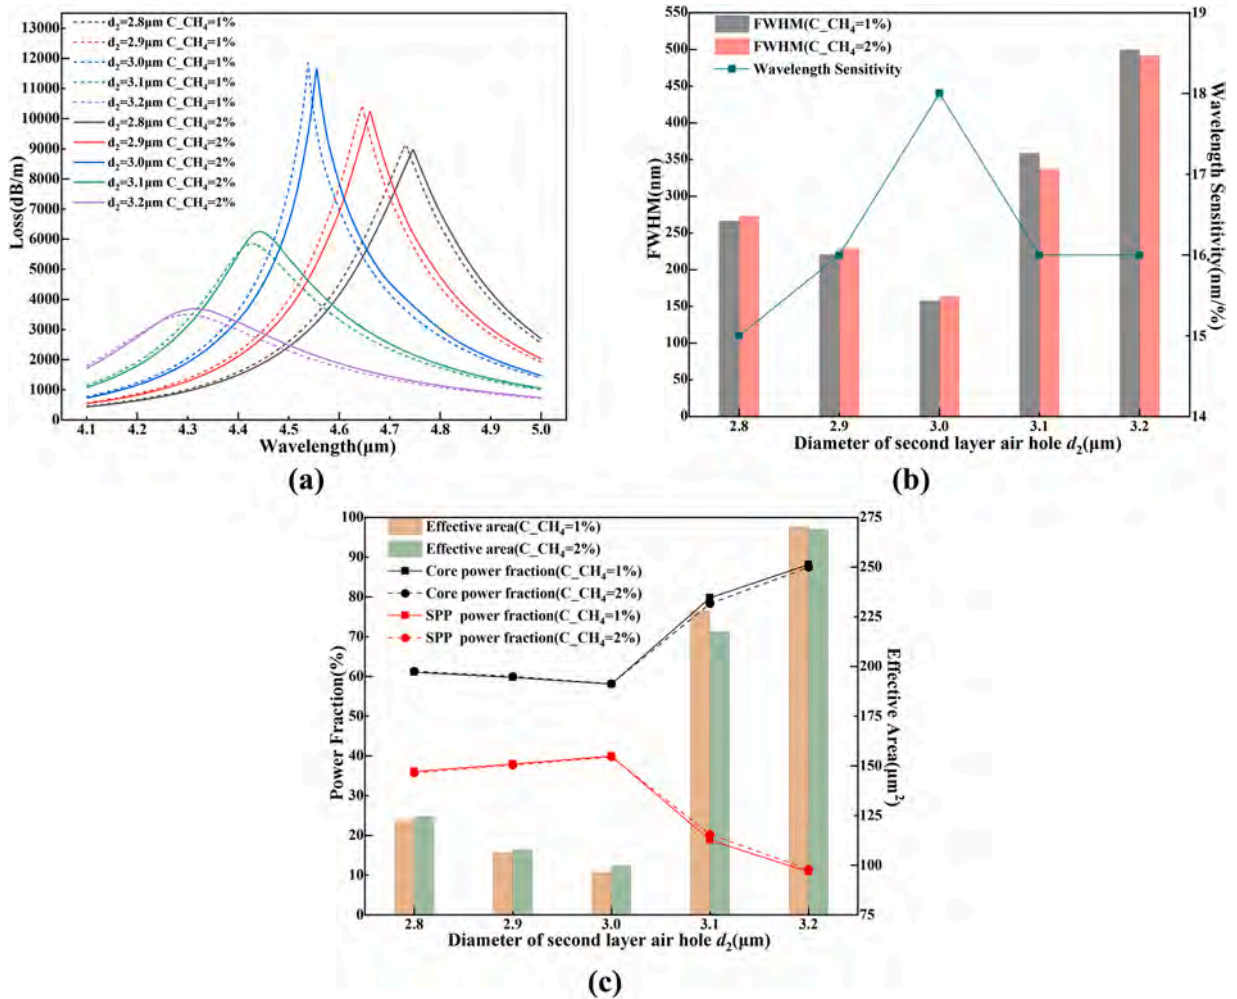 d₂=2.8μm C_CH₄=1%
d₂=2.9μm C_CH₄=1%
d₂=3.0μm C_CH₄=1%
d₂=3.1μm C_CH₄=1%
d₂=3.2μm C_CH₄=1%
d₂=2.8μm C_CH₄=2%
d₂=2.9μm C_CH₄=2%
d₂=3.0μm C_CH₄=2%
d₂=3.1μm C_CH₄=2%
d₂=3.2μm C_CH₄=2%
Loss(dB/m)
13000
12000
11000
10000
9000
8000
7000
6000
5000
4000
3000
2000
1000
0
4.1 4.2 4.3 4.4 4.5 4.6 4.7 4.8 4.9 5.0
Wavelength(μm)
(a)
FWHM(C_CH₄=1%)
FWHM(C_CH₄=2%)
Wavelength Sensitivity
FWHM(nm)
550
500
450
400
350
300
250
200
150
100
50
0
2.8 2.9 3.0 3.1 3.2
Diameter of second layer air hole d₂(μm)
19
18
17
16
15
14
Wavelength Sensitivity(nm/%)
(b)
Effective area(C_CH₄=1%)
Effective area(C_CH₄=2%)
Core power fraction(C_CH₄=1%)
Core power fraction(C_CH₄=2%)
SPP power fraction(C_CH₄=1%)
SPP power fraction(C_CH₄=2%)
Power Fraction(%)
100
90
80
70
60
50
40
30
20
10
0
2.8 2.9 3.0 3.1 3.2
Diameter of second layer air hole d₂(μm)
275
250
225
200
175
150
125
100
75
Effective Area(μm²)
(c)